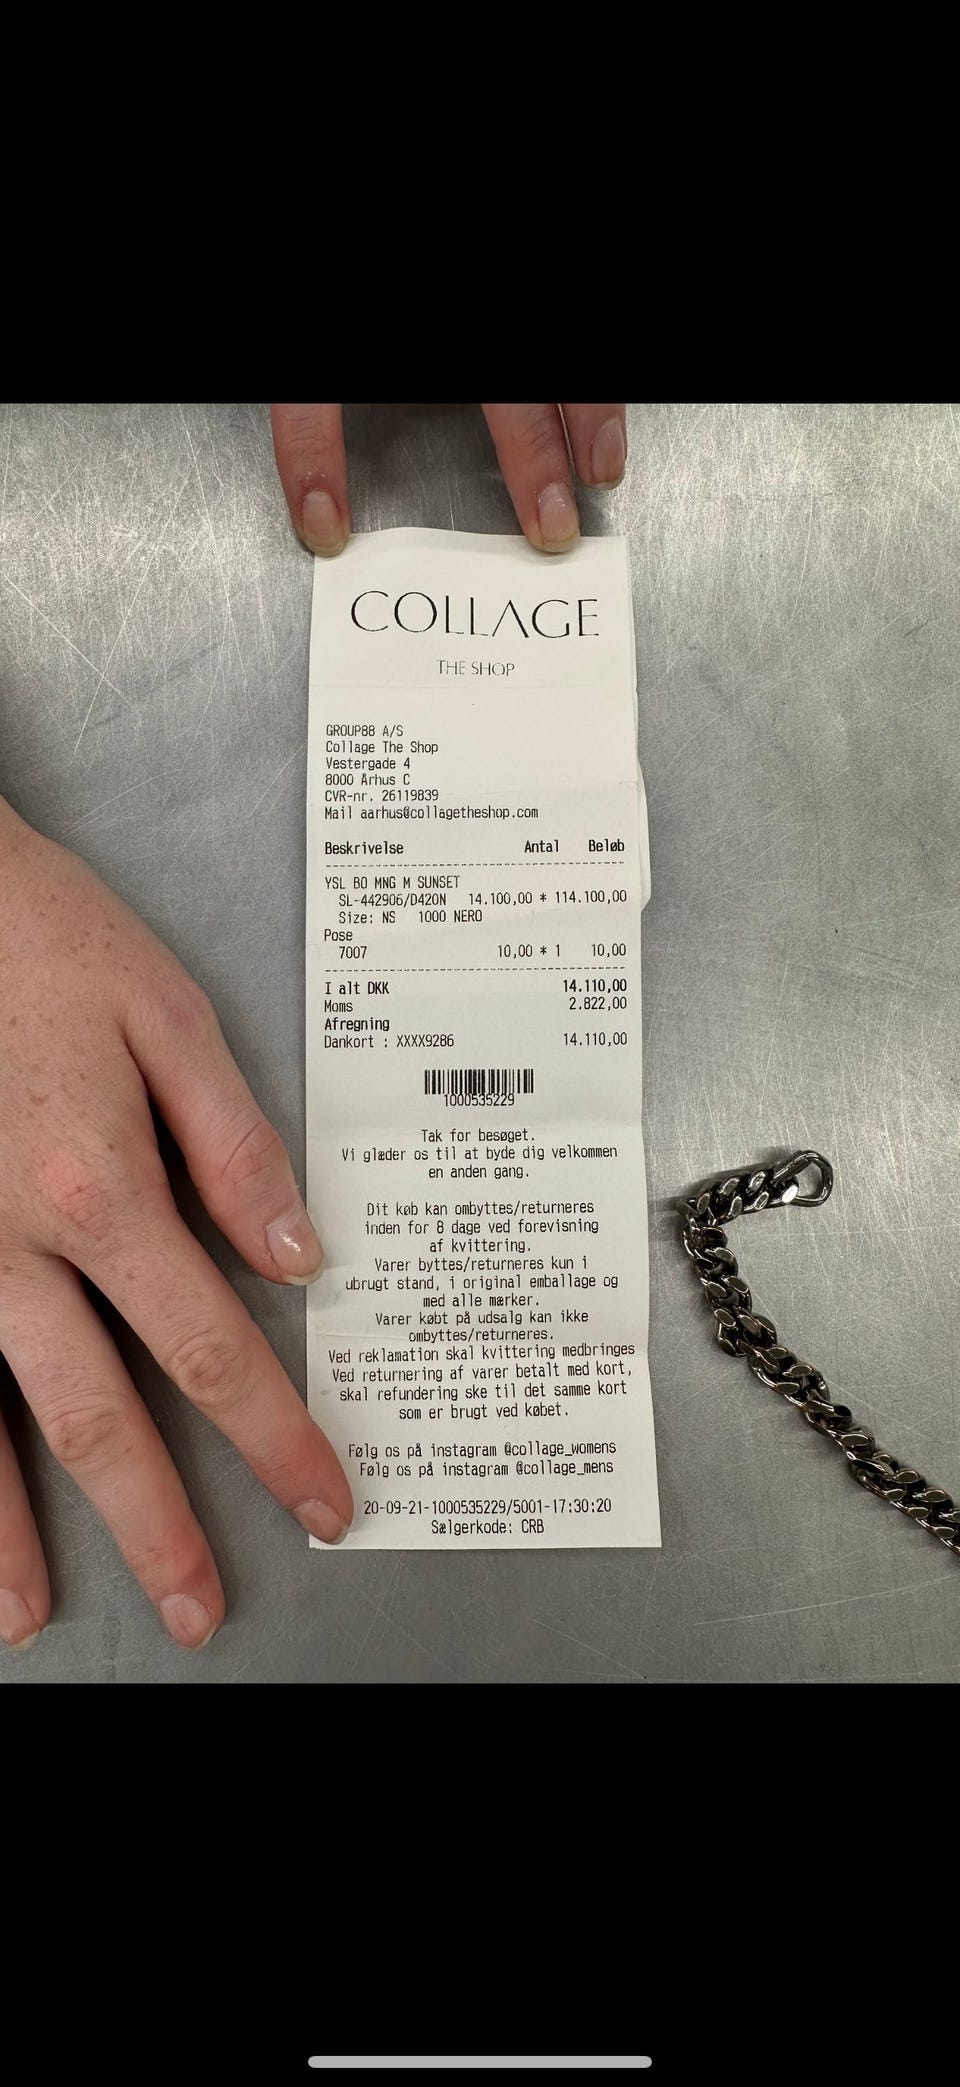 COLLAGE
THE SHOP
GROUP88 A/S
Collage The Shop
Vestergade 4
8000 Århus C
CVR-nr. 26119839
Mail aarhus@collagetheshop.com
Beskrivelse Antal Beløb
YSL BO MNG M SUNSET
SL-442906/D420N 14.100,00 * 114.100,00
Size: NS 1000 NERO
Pose
7007 10,00 * 1 10,00
I alt DKK 14.110,00
Moms 2.822,00
Afregning
Dankort : XXXX9286 14.110,00
1000535229
Tak for besøget.
Vi glæder os til at byde dig velkommen
en anden gang.
Dit køb kan ombyttes/returneres
inden for 8 dage ved forevisning
af kvittering.
Varer byttes/returneres kun i
ubrugt stand, i original emballage og
med alle mærker.
Varer købt på udsalg kan ikke
ombyttes/returneres.
Ved reklamation skal kvittering medbringes
Ved returnering af varer betalt med kort,
skal refundering ske til det samme kort
som er brugt ved købet.
Følg os på instagram @collage_womens
Følg os på instagram @collage_mens
20-09-21-1000535229/5001-17:30:20
Sælgerkode: CRB